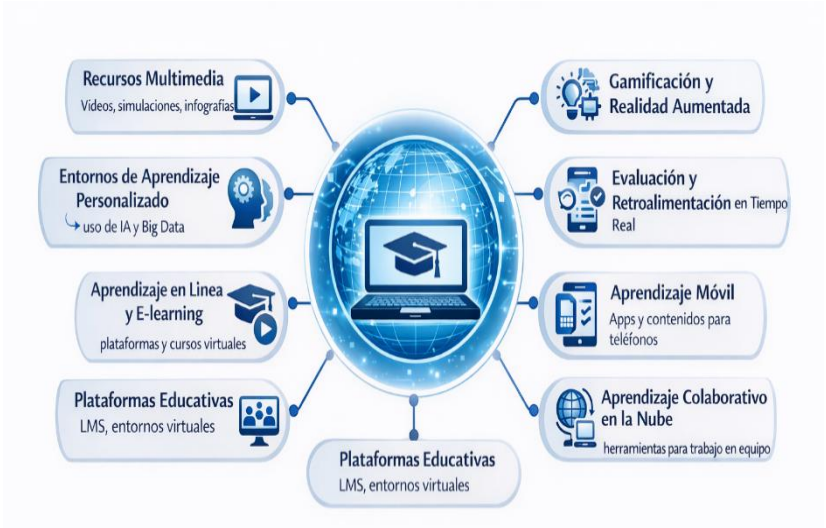 Recursos Multimedia
Videos, simulaciones, infografías
Entornos de Aprendizaje
Personalizado
uso de IA y Big Data
Aprendizaje en Linea
y E-learning
plataformas y cursos virtuales
Plataformas Educativas
LMS, entornos virtuales
Plataformas Educativas
LMS, entornos virtuales
Gamificación y
Realidad Aumentada
Evaluación y
Retroalimentación en Tiempo
Real
Aprendizaje Móvil
Apps y contenidos para
teléfonos
Aprendizaje Colaborativo
en la Nube
herramientas para trabajo en equipo